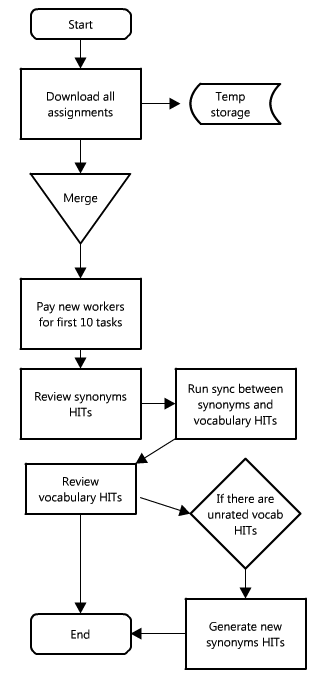 Start
Download all
assignments
Temp
storage
Merge
Pay new workers
for first 10 tasks
Review synonyms
HITs
Run sync between
synonyms and
vocabulary HITs
Review
vocabulary HITs
If there are
unrated vocab
HITs
Generate new
synonyms HITs
End